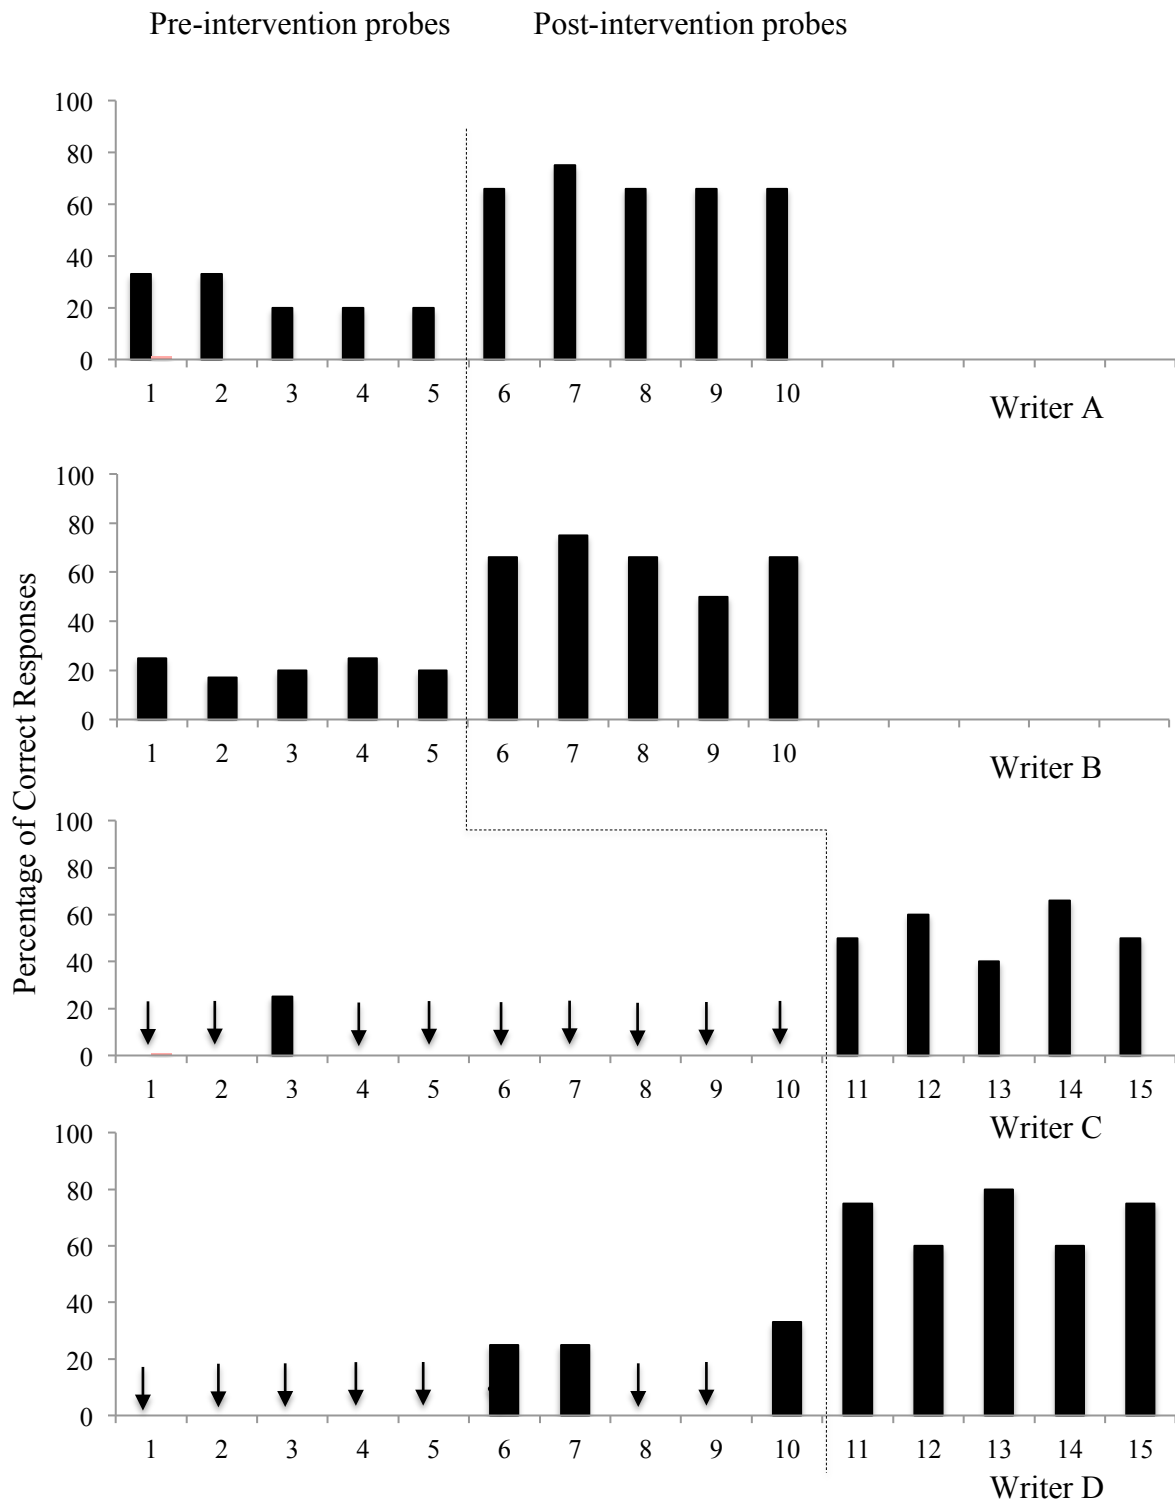 Pre-intervention probes Post-intervention probes
Percentage of Correct Responses
100
80
60
40
20
0
1 2 3 4 5 6 7 8 9 10
Writer A
100
80
60
40
20
0
1 2 3 4 5 6 7 8 9 10
Writer B
100
80
60
40
20
0
1 2 3 4 5 6 7 8 9 10 11 12 13 14 15
Writer C
100
80
60
40
20
0
1 2 3 4 5 6 7 8 9 10 11 12 13 14 15
Writer D